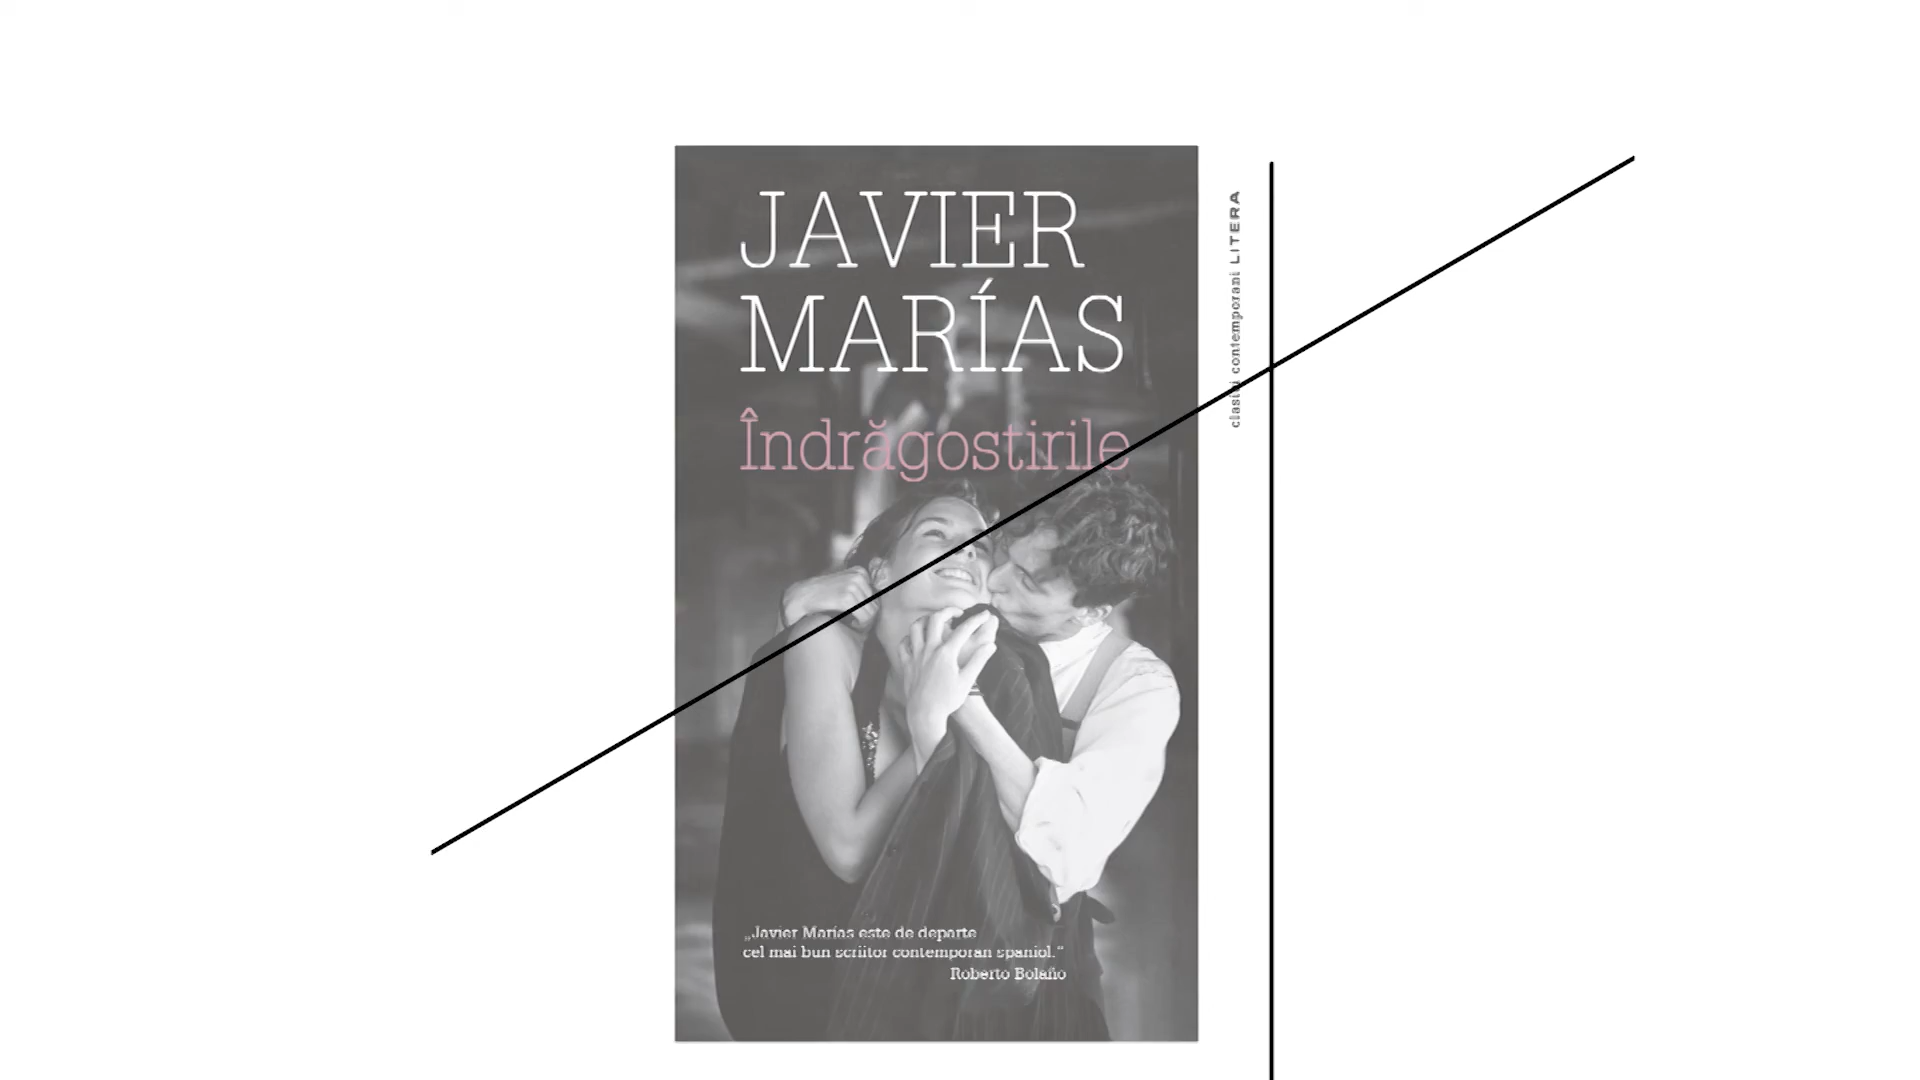 JAVIER
MARÍAS
Îndrăgostirile
clasici contemporani LITERA
„Javier Marías este de departe
cel mai bun scriitor contemporan spaniol.“
Roberto Bolaño